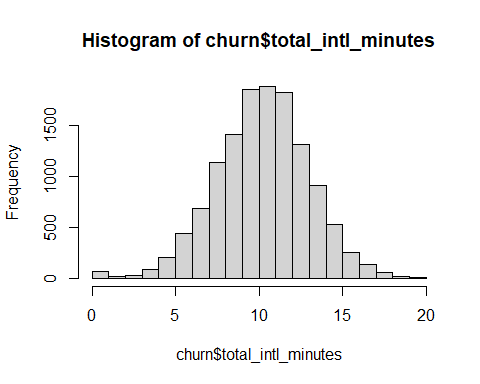 Histogram of churn$total_intl_minutes
Frequency
1500
1000
500
0
0 5 10 15 20
churn$total_intl_minutes